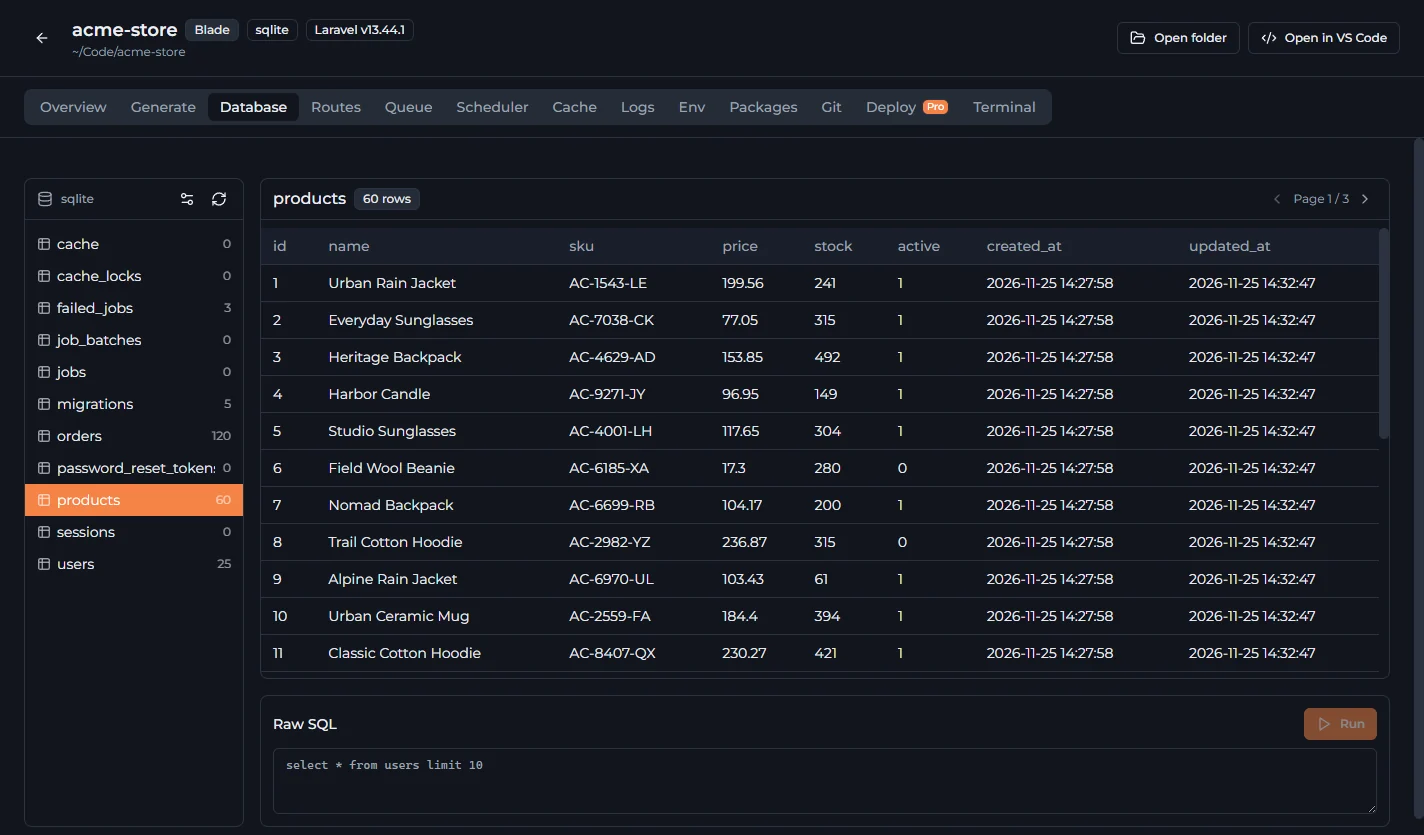 acme-store Blade sqlite Laravel v13.44.1
~/Code/acme-store
Open folder Open in VS Code
Overview Generate Database Routes Queue Scheduler Cache Logs Env Packages Git Deploy Pro Terminal
sqlite
cache 0
cache_locks 0
failed_jobs 3
job_batches 0
jobs 0
migrations 5
orders 120
password_reset_tokens 0
products 60
sessions 0
users 25
products 60 rows Page 1 / 3
id name sku price stock active created_at updated_at
1 Urban Rain Jacket AC-1543-LE 199.56 241 1 2026-11-25 14:27:58 2026-11-25 14:32:47
2 Everyday Sunglasses AC-7038-CK 77.05 315 1 2026-11-25 14:27:58 2026-11-25 14:32:47
3 Heritage Backpack AC-4629-AD 153.85 492 1 2026-11-25 14:27:58 2026-11-25 14:32:47
4 Harbor Candle AC-9271-JY 96.95 149 1 2026-11-25 14:27:58 2026-11-25 14:32:47
5 Studio Sunglasses AC-4001-LH 117.65 304 1 2026-11-25 14:27:58 2026-11-25 14:32:47
6 Field Wool Beanie AC-6185-XA 17.3 280 0 2026-11-25 14:27:58 2026-11-25 14:32:47
7 Nomad Backpack AC-6699-RB 104.17 200 1 2026-11-25 14:27:58 2026-11-25 14:32:47
8 Trail Cotton Hoodie AC-2982-YZ 236.87 315 0 2026-11-25 14:27:58 2026-11-25 14:32:47
9 Alpine Rain Jacket AC-6970-UL 103.43 61 1 2026-11-25 14:27:58 2026-11-25 14:32:47
10 Urban Ceramic Mug AC-2559-FA 184.4 394 1 2026-11-25 14:27:58 2026-11-25 14:32:47
11 Classic Cotton Hoodie AC-8407-QX 230.27 421 1 2026-11-25 14:27:58 2026-11-25 14:32:47
Raw SQL Run
select * from users limit 10